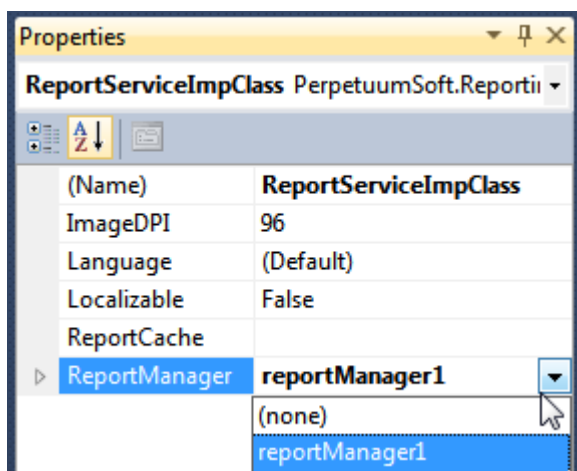 Properties
ReportServiceImpClass PerpetuumSoft.Reportii
(Name) ReportServiceImpClass
ImageDPI 96
Language (Default)
Localizable False
ReportCache
ReportManager reportManager1
(none)
reportManager1